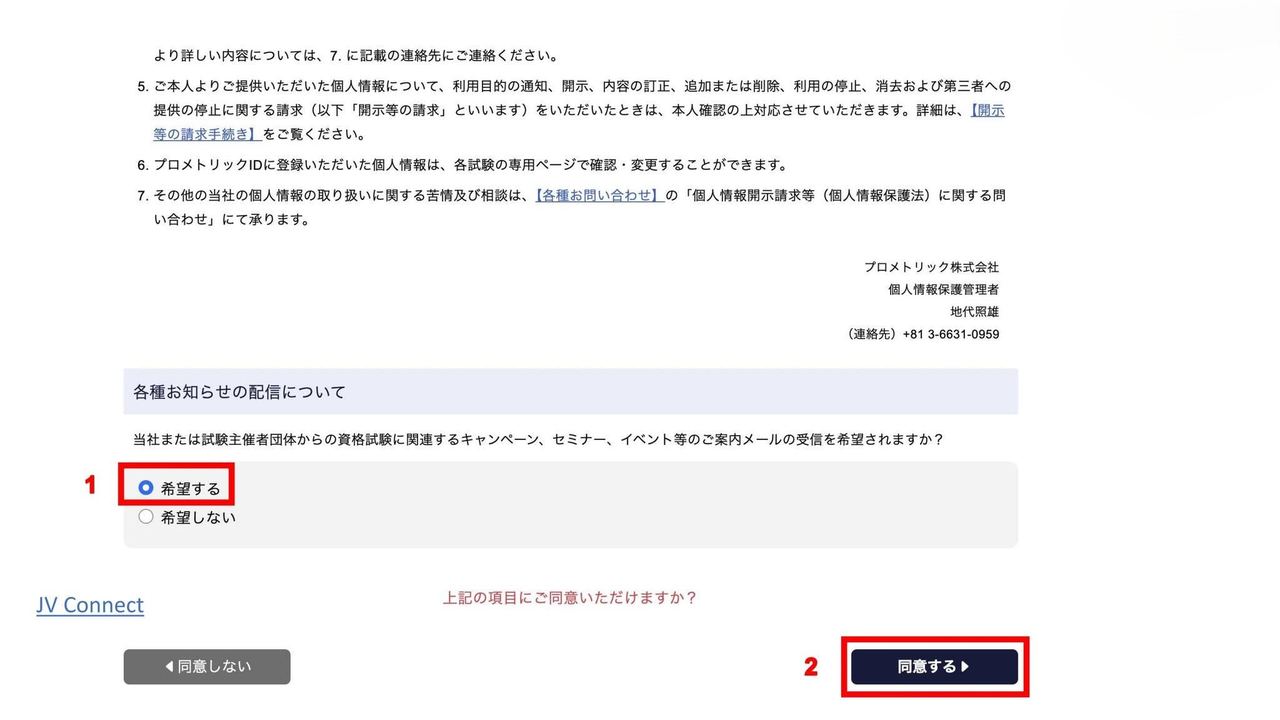 より詳しい内容については、7. に記載の連絡先にご連絡ください。
5. ご本人よりご提供いただいた個人情報について、利用目的の通知、開示、内容の訂正、追加または削除、利用の停止、消去および第三者への
提供の停止に関する請求（以下「開示等の請求」といいます）をいただいたときは、本人確認の上対応させていただきます。詳細は、【開示
等の請求手続き】をご覧ください。
6. プロメトリックIDに登録いただいた個人情報は、各試験の専用ページで確認・変更することができます。
7. その他の当社の個人情報の取り扱いに関する苦情及び相談は、【各種お問い合わせ】の「個人情報開示請求等（個人情報保護法）に関する問
い合わせ」にて承ります。
プロメトリック株式会社
個人情報保護管理者
地代照雄
（連絡先）+81 3-6631-0959
各種お知らせの配信について
当社または試験主催者団体からの資格試験に関連するキャンペーン、セミナー、イベント等のご案内メールの受信を希望されますか？
1 希望する
希望しない
上記の項目にご同意いただけますか？
JV Connect
同意しない
2 同意する